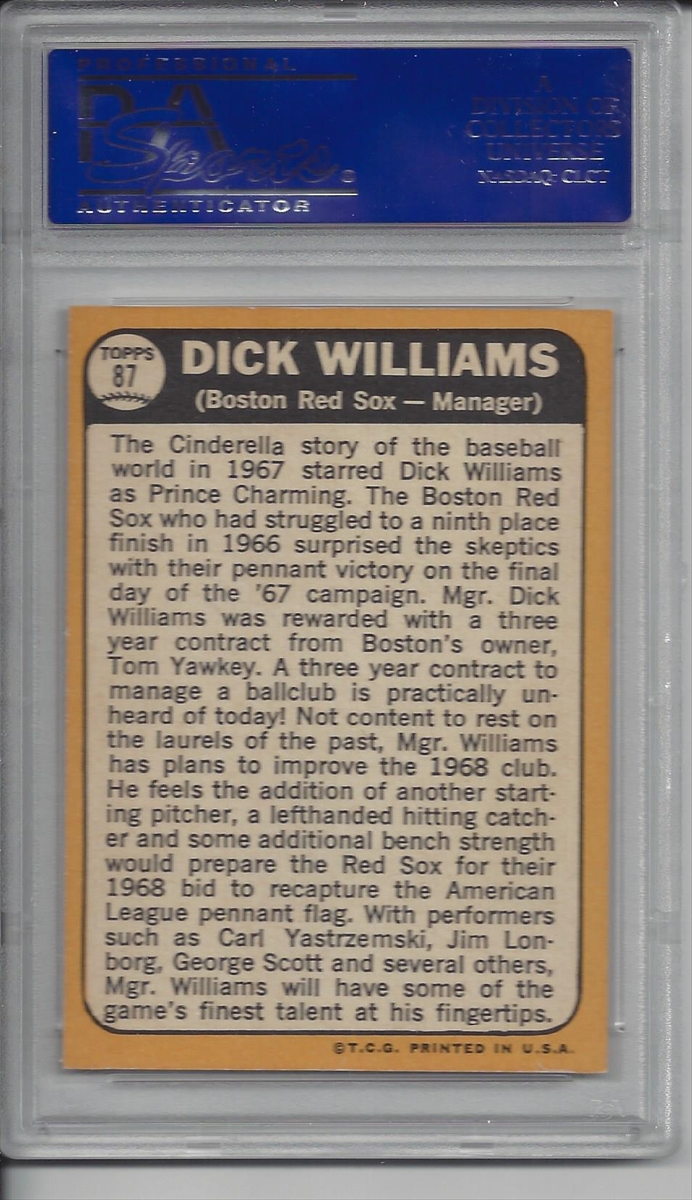 PROFESSIONAL
PSA
Sports
AUTHENTICATOR
A
DIVISION OF
COLLECTORS
UNIVERSE
NASDAQ: CLCT
TOPPS
87
DICK WILLIAMS
(Boston Red Sox — Manager)
The Cinderella story of the baseball
world in 1967 starred Dick Williams
as Prince Charming. The Boston Red
Sox who had struggled to a ninth place
finish in 1966 surprised the skeptics
with their pennant victory on the final
day of the '67 campaign. Mgr. Dick
Williams was rewarded with a three
year contract from Boston's owner,
Tom Yawkey. A three year contract to
manage a ballclub is practically un-
heard of today! Not content to rest on
the laurels of the past, Mgr. Williams
has plans to improve the 1968 club.
He feels the addition of another start-
ing pitcher, a lefthanded hitting catch-
er and some additional bench strength
would prepare the Red Sox for their
1968 bid to recapture the American
League pennant flag. With performers
such as Carl Yastrzemski, Jim Lon-
borg, George Scott and several others,
Mgr. Williams will have some of the
game's finest talent at his fingertips.
©T.C.G. PRINTED IN U.S.A.
PSA